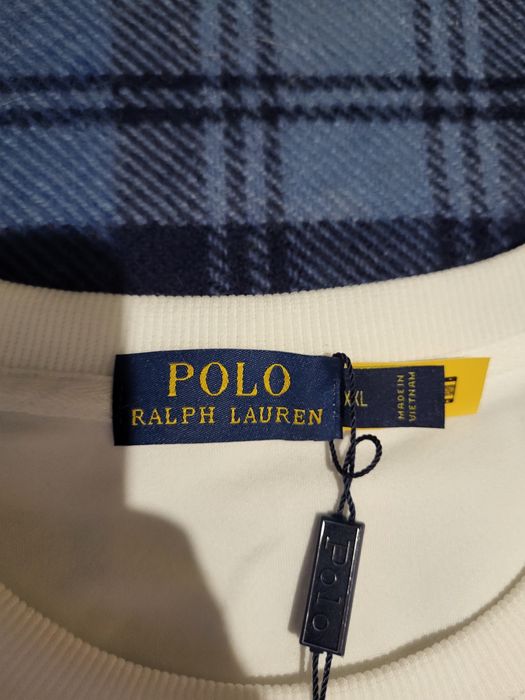 POLO
RALPH LAUREN
XXL
MADE IN
VIETNAM
Polo